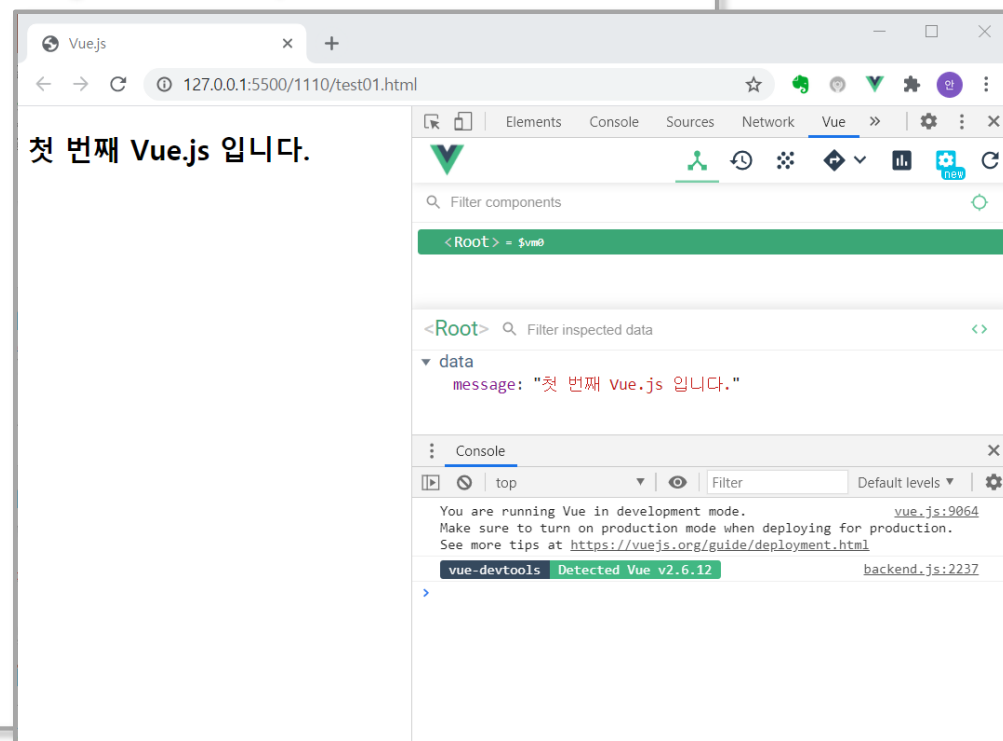 Vue.js
127.0.0.1:5500/1110/test01.html
안
첫 번째 Vue.js 입니다.
Elements Console Sources Network Vue »
new
Filter components
<Root> = $vm0
<Root> Filter inspected data
data
message: "첫 번째 Vue.js 입니다."
Console
top Filter Default levels
You are running Vue in development mode. vue.js:9064
Make sure to turn on production mode when deploying for production.
See more tips at https://vuejs.org/guide/deployment.html
vue-devtools Detected Vue v2.6.12 backend.js:2237